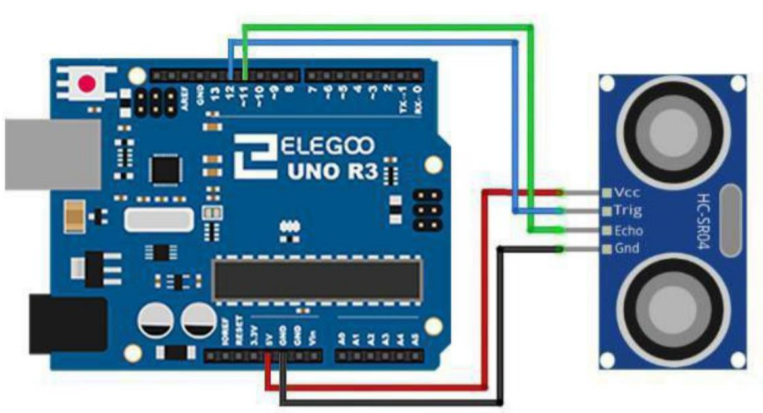 AREF
GND
13
12
~11
~10
~9
8
7
~6
~5
4
~3
2
TX→1
RX←0
ELEGOO
UNO R3
IOREF
RESET
3.3V
5V
GND
GND
Vin
A0
A1
A2
A3
A4
A5
Vcc
Trig
Echo
Gnd
HC-SR04